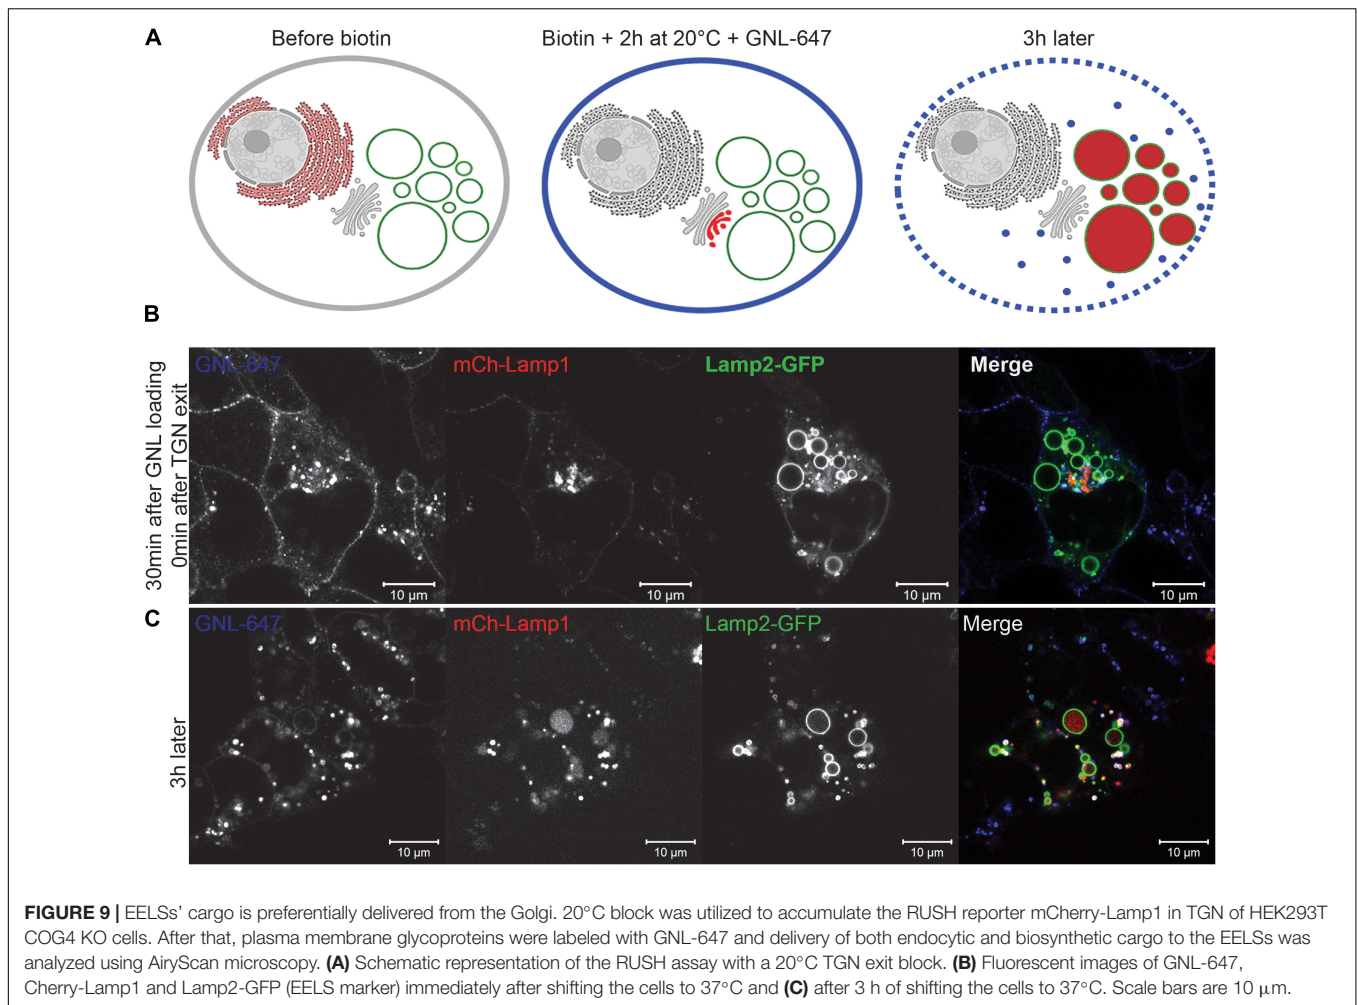 A
Before biotin
Biotin + 2h at 20°C + GNL-647
3h later
B
30min after GNL loading
0min after TGN exit
GNL-647
mCh-Lamp1
Lamp2-GFP
Merge
10 µm
10 µm
10 µm
10 µm
C
3h later
GNL-647
mCh-Lamp1
Lamp2-GFP
Merge
10 µm
10 µm
10 µm
10 µm
FIGURE 9 | EELSs’ cargo is preferentially delivered from the Golgi. 20°C block was utilized to accumulate the RUSH reporter mCherry-Lamp1 in TGN of HEK293T
COG4 KO cells. After that, plasma membrane glycoproteins were labeled with GNL-647 and delivery of both endocytic and biosynthetic cargo to the EELSs was
analyzed using AiryScan microscopy. (A) Schematic representation of the RUSH assay with a 20°C TGN exit block. (B) Fluorescent images of GNL-647,
Cherry-Lamp1 and Lamp2-GFP (EELS marker) immediately after shifting the cells to 37°C and (C) after 3 h of shifting the cells to 37°C. Scale bars are 10 µm.